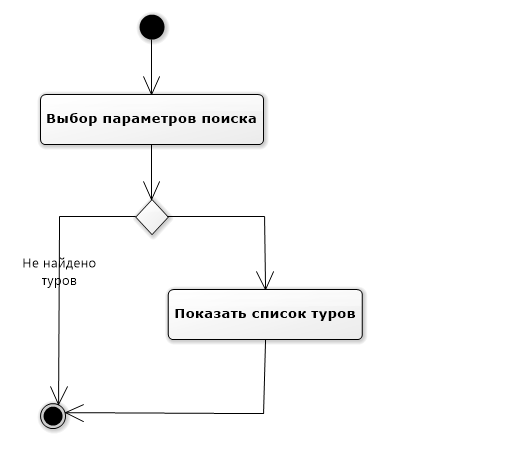 Выбор параметров поиска
Не найдено
туров
Показать список туров